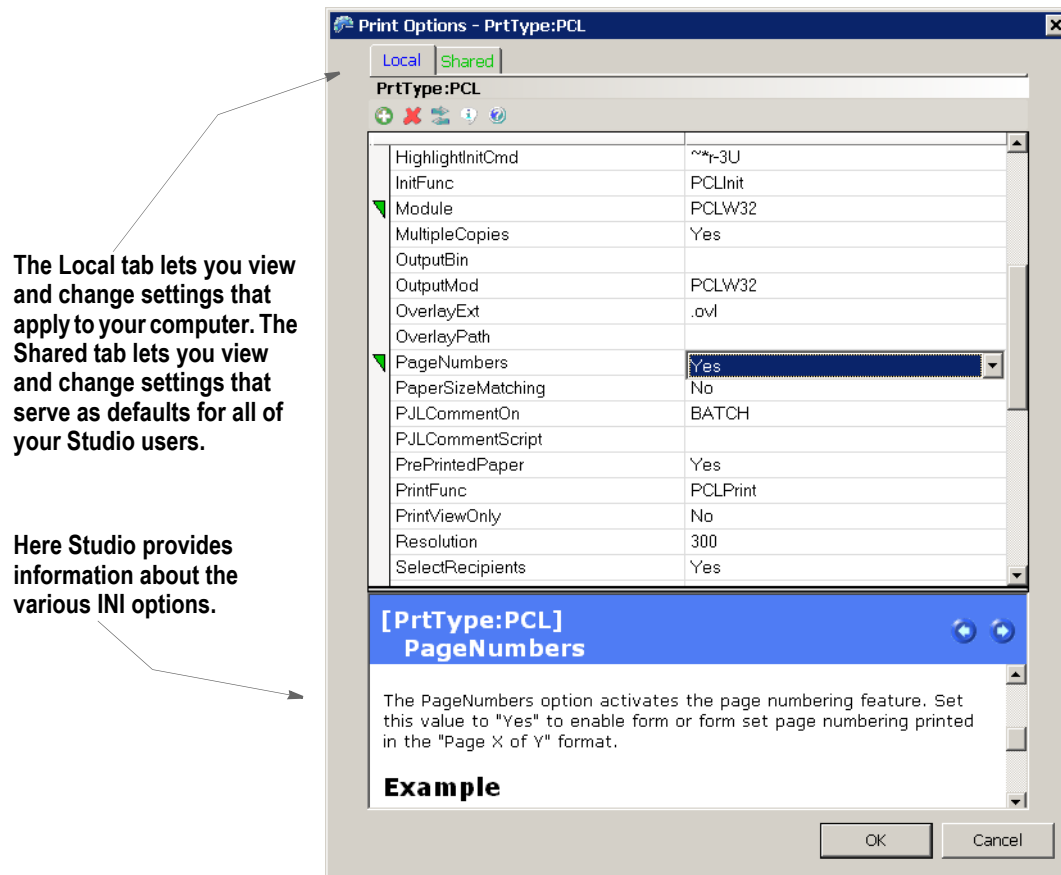 Print Options - PrtType:PCL
Local Shared
PrtType:PCL
HighlightInitCmd ~*r-3U
InitFunc PCLInit
Module PCLW32
MultipleCopies Yes
OutputBin
OutputMod PCLW32
OverlayExt .ovl
OverlayPath
PageNumbers Yes
PaperSizeMatching No
PJLCommentOn BATCH
PJLCommentScript
PrePrintedPaper Yes
PrintFunc PCLPrint
PrintViewOnly No
Resolution 300
SelectRecipients Yes
[PrtType:PCL]
PageNumbers
The PageNumbers option activates the page numbering feature. Set
this value to "Yes" to enable form or form set page numbering printed
in the "Page X of Y" format.
Example
OK Cancel
The Local tab lets you view
and change settings that
apply to your computer. The
Shared tab lets you view
and change settings that
serve as defaults for all of
your Studio users.
Here Studio provides
information about the
various INI options.